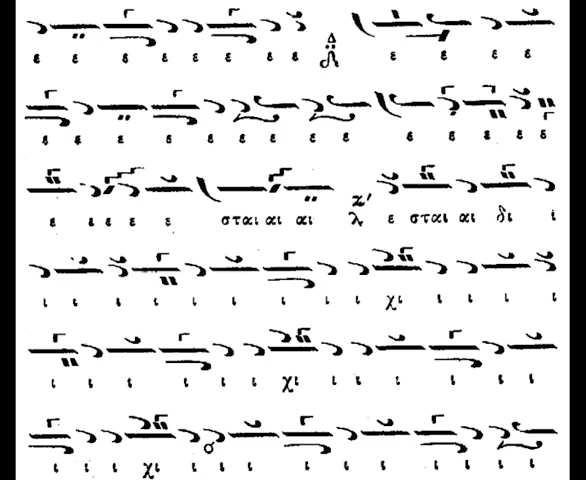 ε ε ε ε ε ε ε ε Δ ε ε ε ε
ε ε ε ε ε ε ε ε ε ε ε ε ε
ε ε ε ε ε σται αι αι ζ' λ ε σται αι δι ι
ι ι ι ι ι ι ι ι χι ι ι ι ι
ι ι ι ι ι ι χι ι ι ι ι ι ι
ι ι ι χι ι ι ι ι ι ι ι ι